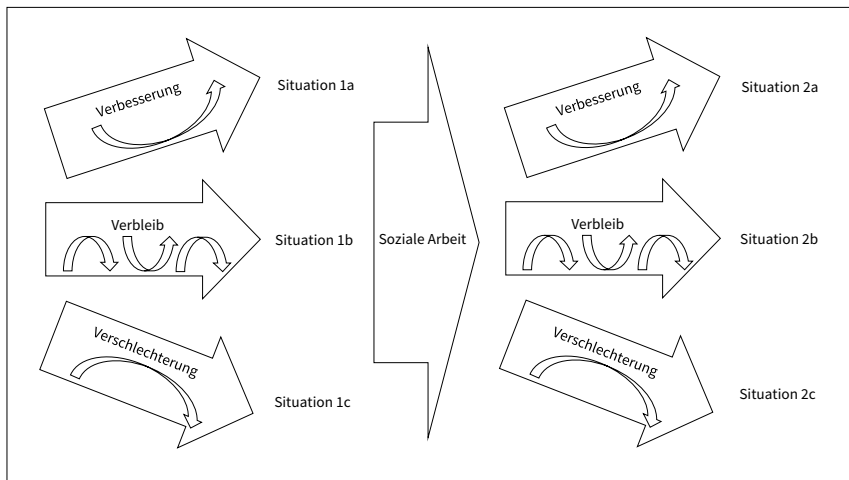 Verbesserung
Situation 1a
Verbleib
Situation 1b
Verschlechterung
Situation 1c
Soziale Arbeit
Verbesserung
Situation 2a
Verbleib
Situation 2b
Verschlechterung
Situation 2c